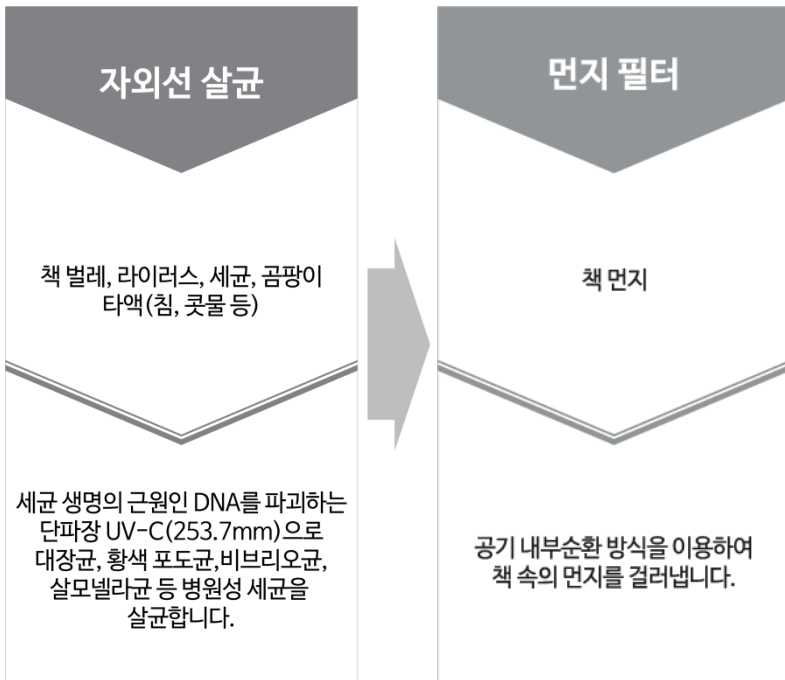 자외선 살균
책 벌레, 라이러스, 세균, 곰팡이
타액(침, 콧물 등)
세균 생명의 근원인 DNA를 파괴하는
단파장 UV-C(253.7mm)으로
대장균, 황색 포도균,비브리오균,
살모넬라균 등 병원성 세균을
살균합니다.
먼지 필터
책 먼지
공기 내부순환 방식을 이용하여
책 속의 먼지를 걸러냅니다.